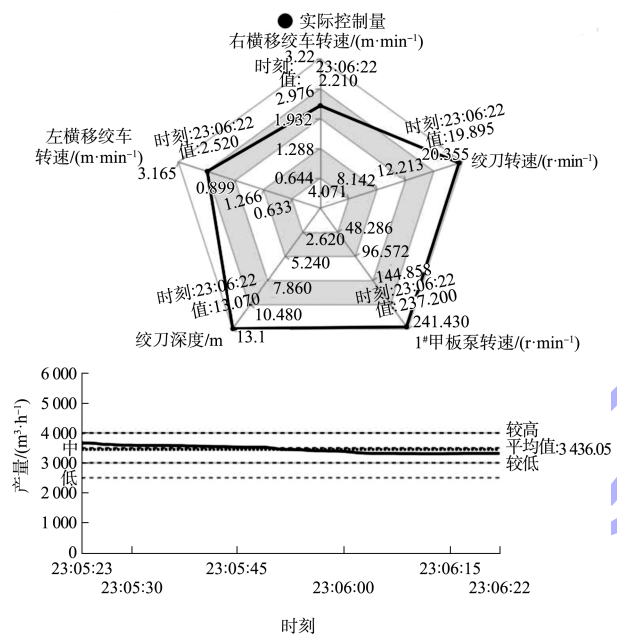 实际控制量
右横移绞车转速/(m·min⁻¹)
3.22
时刻: 23:06:22
值: 2.210
2.976
1.932
1.288
0.644
时刻:23:06:22
值:19.895
20.355
绞刀转速/(r·min⁻¹)
12.213
8.142
4.071
左横移绞车
转速/(m·min⁻¹)
时刻:23:06:22
值:2.520
3.165
0.899
1.266
0.633
48.286
96.572
144.858
时刻:23:06:22
值:237.200
241.430
1#甲板泵转速/(r·min⁻¹)
2.620
5.240
7.860
10.480
时刻:23:06:22
值:13.070
13.1
绞刀深度/m
产量/(m³·h⁻¹)
6 000
5 000
4 000
中
3 000
低
2 000
1 000
0
较高
平均值:3 436.05
较低
23:05:23
23:05:30
23:05:45
23:06:00
23:06:15
23:06:22
时刻